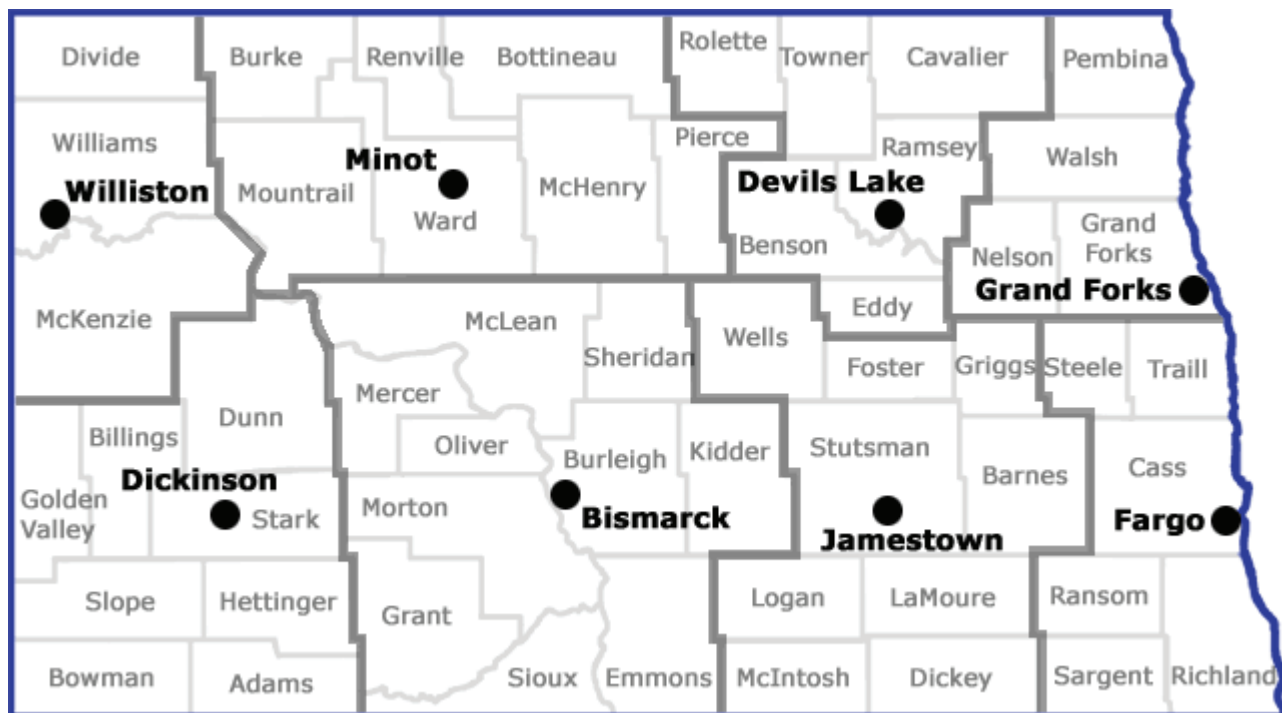 Divide
Burke
Renville
Bottineau
Rolette
Towner
Cavalier
Pembina
Williams
Williston
Mountrail
Minot
Ward
McHenry
Pierce
Devils Lake
Ramsey
Walsh
Benson
Nelson
Grand
Forks
Grand Forks
McKenzie
McLean
Sheridan
Wells
Eddy
Foster
Griggs
Steele
Traill
Mercer
Oliver
Dunn
Billings
Golden
Valley
Dickinson
Stark
Morton
Burleigh
Kidder
Bismarck
Stutsman
Jamestown
Barnes
Cass
Fargo
Slope
Hettinger
Grant
Logan
LaMoure
Ransom
Bowman
Adams
Sioux
Emmons
McIntosh
Dickey
Sargent
Richland